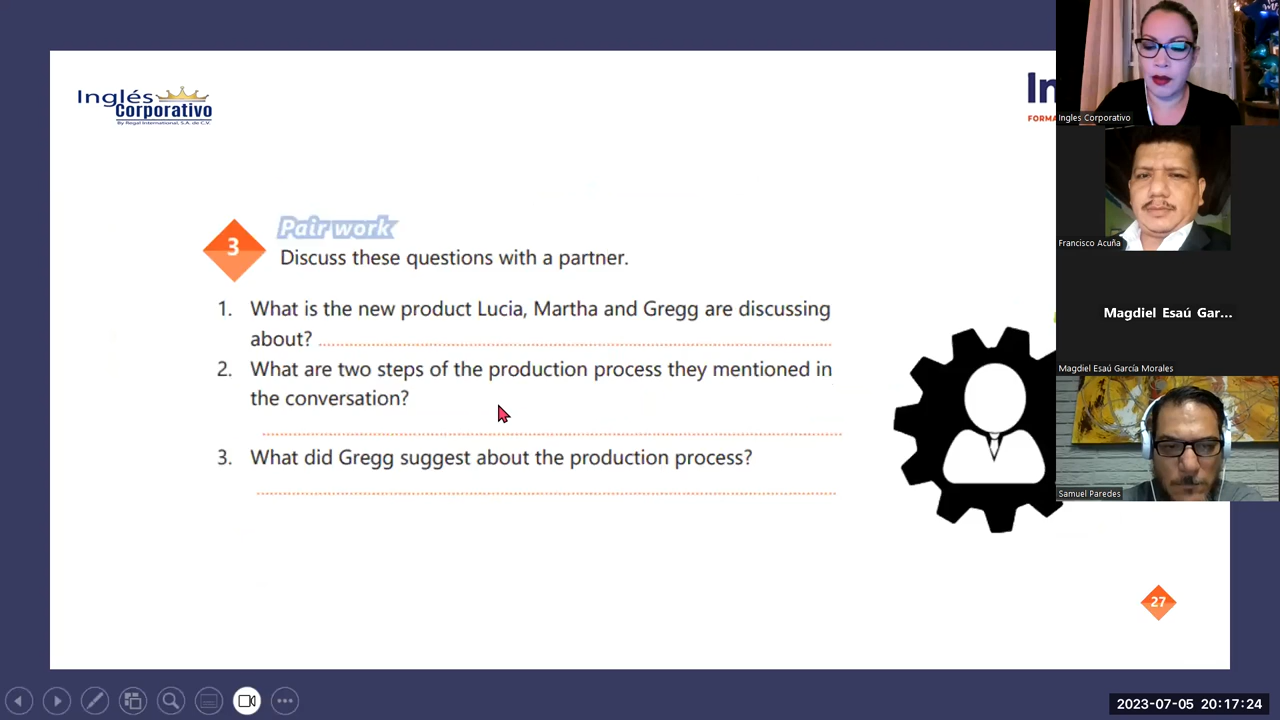 Inglés
Corporativo
By Regal International, S.A. de C.V.
In
FORMA
Ingles Corporativo
Francisco Acuña
Magdiel Esaú Gar...
Magdiel Esaú García Morales
Samuel Paredes
3
Pair work
Discuss these questions with a partner.
1. What is the new product Lucia, Martha and Gregg are discussing
about?
2. What are two steps of the production process they mentioned in
the conversation?
3. What did Gregg suggest about the production process?
27
2023-07-05 20:17:24